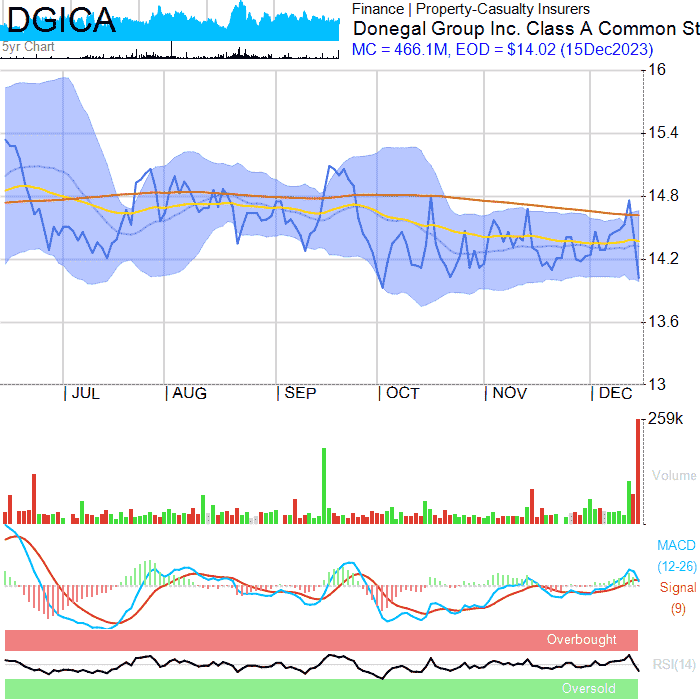 DGICA
5yr Chart
Finance | Property-Casualty Insurers
Donegal Group Inc. Class A Common St
MC = 466.1M, EOD = $14.02 (15Dec2023)
16
15.4
14.8
14.2
13.6
13
| JUL | AUG | SEP | OCT | NOV | DEC
259k
Volume
MACD
(12-26)
Signal
(9)
Overbought
RSI(14)
Oversold